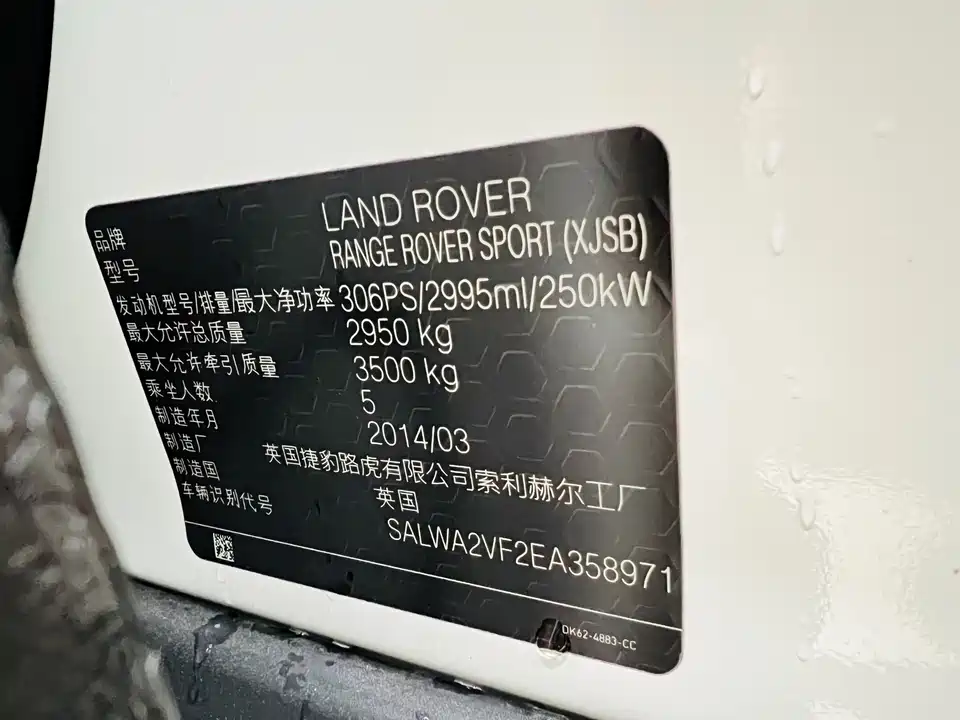 品牌 LAND ROVER
型号 RANGE ROVER SPORT (XJSB)
发动机型号/排量/最大净功率 306PS/2995ml/250kW
最大允许总质量 2950 kg
最大允许牵引质量 3500 kg
乘坐人数 5
制造年月 2014/03
制造厂 英国捷豹路虎有限公司索利赫尔工厂
制造国 英国
车辆识别代号 SALWA2VF2EA358971
DK62-4883-CC